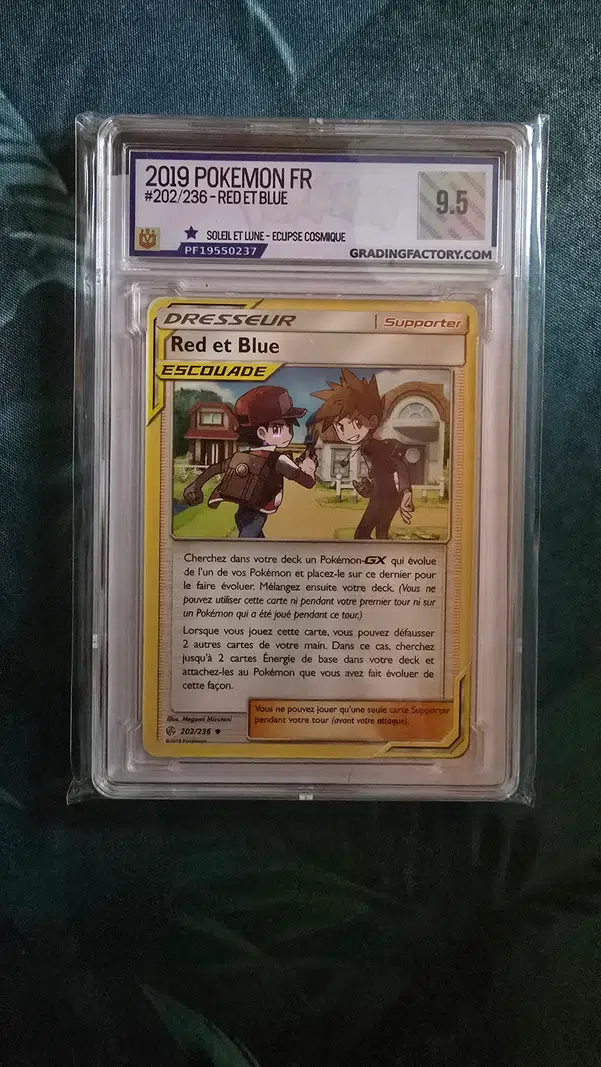 2019 POKEMON FR
#202/236 - RED ET BLUE
9.5
SOLEIL ET LUNE - ECLIPSE COSMIQUE
PF19550237
GRADINGFACTORY.COM
DRESSEUR
Supporter
Red et Blue
ESCOUADE
Cherchez dans votre deck un Pokémon-GX qui évolue
de l'un de vos Pokémon et placez-le sur ce dernier pour
le faire évoluer. Mélangez ensuite votre deck. (Vous ne
pouvez utiliser cette carte ni pendant votre premier tour ni sur
un Pokémon qui a été joué pendant ce tour.)
Lorsque vous jouez cette carte, vous pouvez défausser
2 autres cartes de votre main. Dans ce cas, cherchez
jusqu'à 2 cartes Énergie de base dans votre deck et
attachez-les au Pokémon que vous avez fait évoluer de
cette façon.
Vous ne pouvez jouer qu'une seule carte Supporter
pendant votre tour (avant votre attaque).
Illus. Megumi Mizutani
202/236
©2019 Pokémon